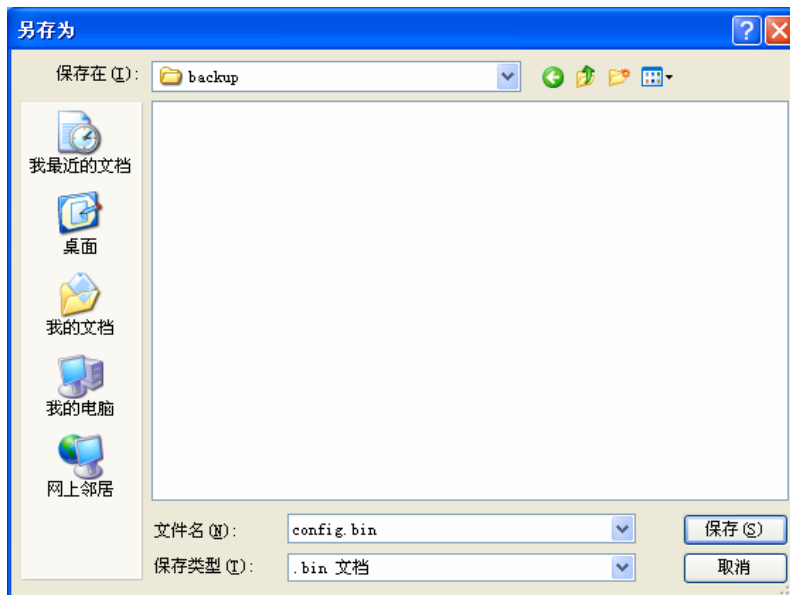 另存为
保存在(I):
backup
我最近的文档
桌面
我的文档
我的电脑
网上邻居
文件名(N):
config.bin
保存(S)
保存类型(T):
.bin 文档
取消